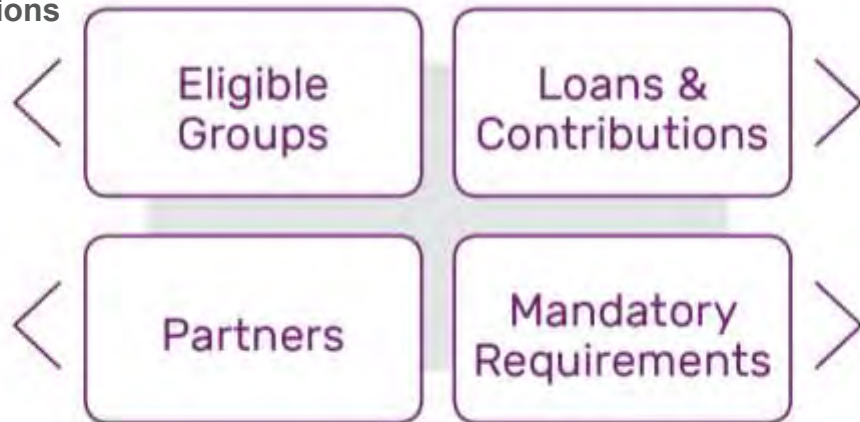 ions
Eligible
Groups
Loans &
Contributions
Partners
Mandatory
Requirements